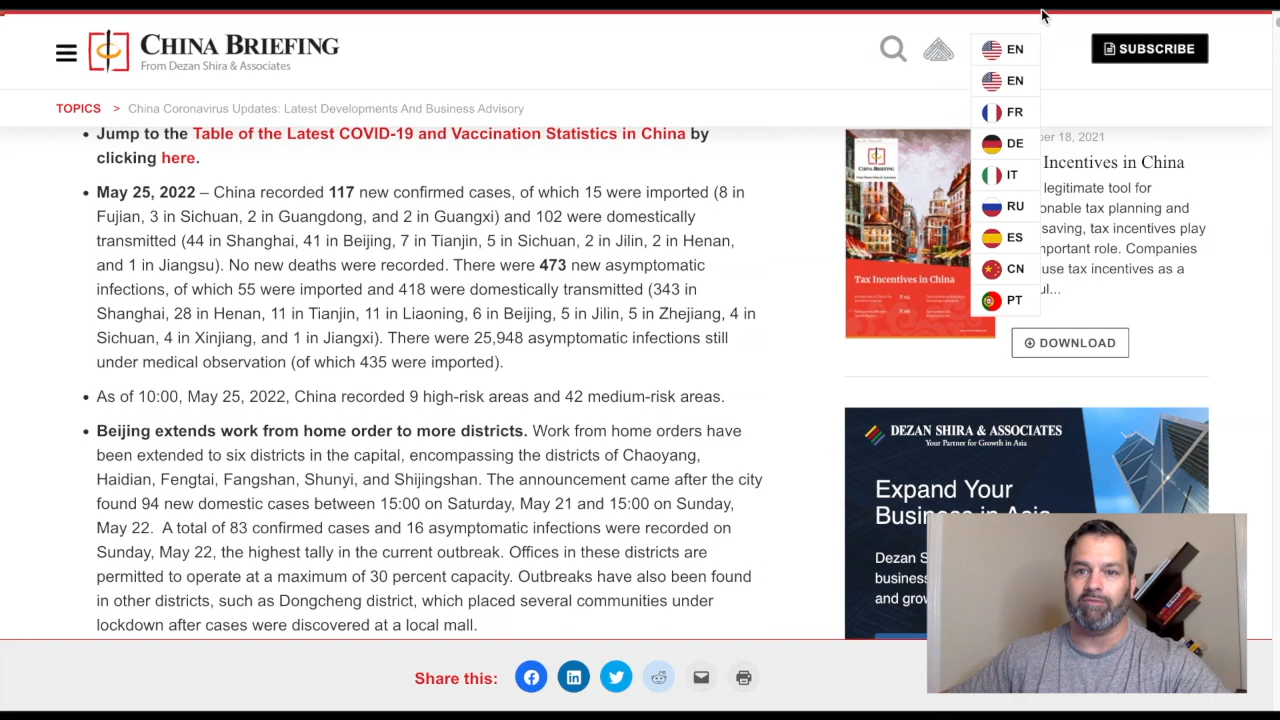 CHINA BRIEFING
From Dezan Shira & Associates
EN
SUBSCRIBE
EN
FR
DE
IT
RU
ES
CN
PT
TOPICS > China Coronavirus Updates: Latest Developments And Business Advisory
• Jump to the Table of the Latest COVID-19 and Vaccination Statistics in China by
clicking here.
• May 25, 2022 – China recorded 117 new confirmed cases, of which 15 were imported (8 in
Fujian, 3 in Sichuan, 2 in Guangdong, and 2 in Guangxi) and 102 were domestically
transmitted (44 in Shanghai, 41 in Beijing, 7 in Tianjin, 5 in Sichuan, 2 in Jilin, 2 in Henan,
and 1 in Jiangsu). No new deaths were recorded. There were 473 new asymptomatic
infections, of which 55 were imported and 418 were domestically transmitted (343 in
Shanghai, 28 in Henan, 11 in Tianjin, 11 in Liaoning, 6 in Beijing, 5 in Jilin, 5 in Zhejiang, 4 in
Sichuan, 4 in Xinjiang, and 1 in Jiangxi). There were 25,948 asymptomatic infections still
under medical observation (of which 435 were imported).
• As of 10:00, May 25, 2022, China recorded 9 high-risk areas and 42 medium-risk areas.
• Beijing extends work from home order to more districts. Work from home orders have
been extended to six districts in the capital, encompassing the districts of Chaoyang,
Haidian, Fengtai, Fangshan, Shunyi, and Shijingshan. The announcement came after the city
found 94 new domestic cases between 15:00 on Saturday, May 21 and 15:00 on Sunday,
May 22. A total of 83 confirmed cases and 16 asymptomatic infections were recorded on
Sunday, May 22, the highest tally in the current outbreak. Offices in these districts are
permitted to operate at a maximum of 30 percent capacity. Outbreaks have also been found
in other districts, such as Dongcheng district, which placed several communities under
lockdown after cases were discovered at a local mall.
CHINA BRIEFING
Tax Incentives in China
18, 2021
Incentives in China
legitimate tool for
tax planning and
saving, tax incentives play
role. Companies
use tax incentives as a
DOWNLOAD
DEZAN SHIRA & ASSOCIATES
Your Partner for Growth in Asia
Expand Your
Business in Asia
Dezan
and
Share this: